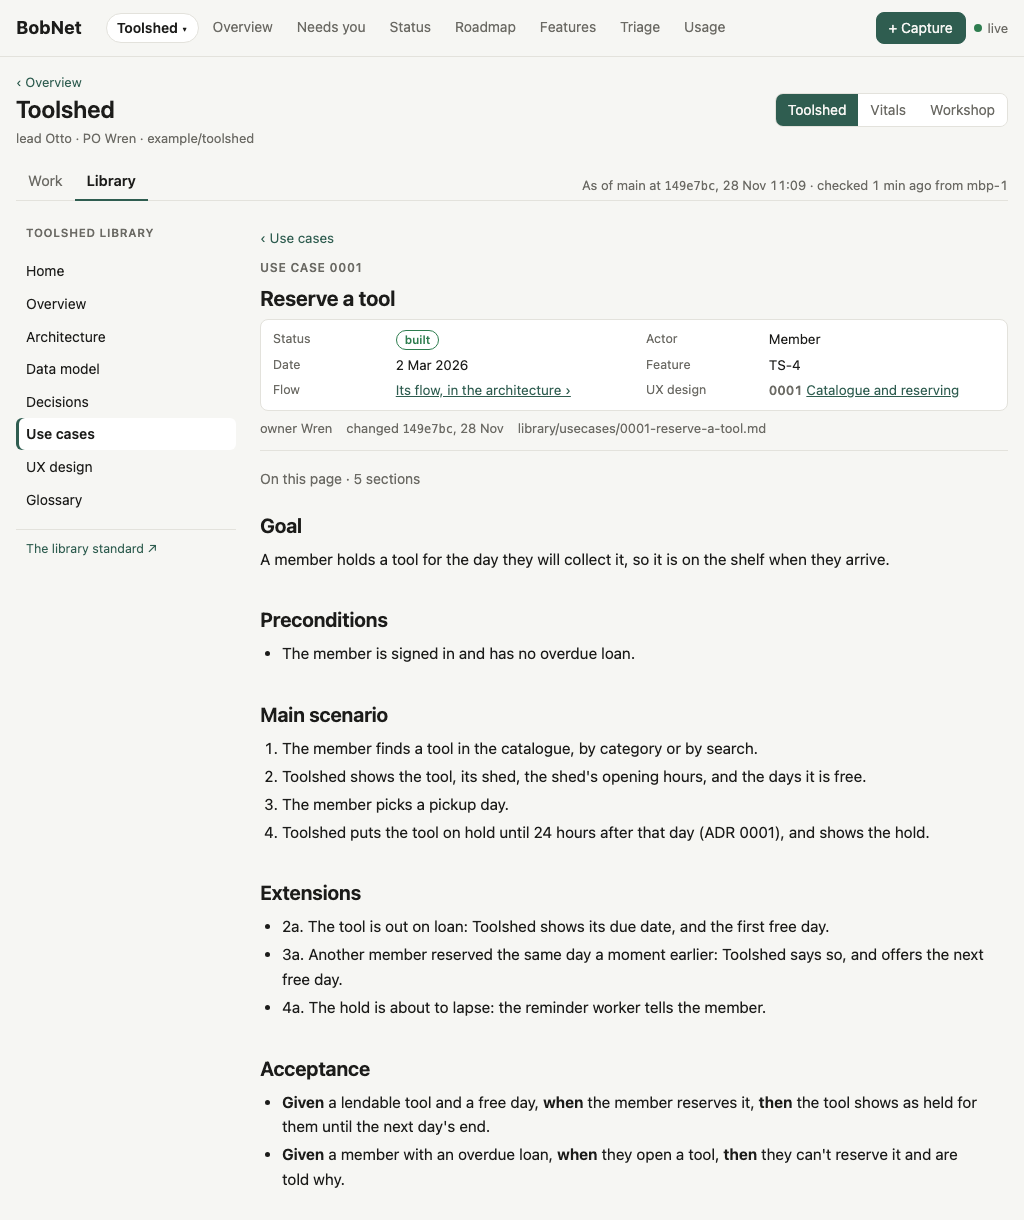 BobNet
Toolshed ▾
Overview
Needs you
Status
Roadmap
Features
Triage
Usage
+ Capture
live
‹ Overview
Toolshed
lead Otto · PO Wren · example/toolshed
Toolshed
Vitals
Workshop
Work
Library
As of main at 149e7bc, 28 Nov 11:09 · checked 1 min ago from mbp-1
TOOLSHED LIBRARY
Home
Overview
Architecture
Data model
Decisions
Use cases
UX design
Glossary
The library standard ↗
‹ Use cases
USE CASE 0001
Reserve a tool
Status built Actor Member
Date 2 Mar 2026 Feature TS-4
Flow Its flow, in the architecture › UX design 0001 Catalogue and reserving
owner Wren changed 149e7bc, 28 Nov library/usecases/0001-reserve-a-tool.md
On this page · 5 sections
Goal
A member holds a tool for the day they will collect it, so it is on the shelf when they arrive.
Preconditions
• The member is signed in and has no overdue loan.
Main scenario
1. The member finds a tool in the catalogue, by category or by search.
2. Toolshed shows the tool, its shed, the shed's opening hours, and the days it is free.
3. The member picks a pickup day.
4. Toolshed puts the tool on hold until 24 hours after that day (ADR 0001), and shows the hold.
Extensions
• 2a. The tool is out on loan: Toolshed shows its due date, and the first free day.
• 3a. Another member reserved the same day a moment earlier: Toolshed says so, and offers the next
free day.
• 4a. The hold is about to lapse: the reminder worker tells the member.
Acceptance
• Given a lendable tool and a free day, when the member reserves it, then the tool shows as held for
them until the next day's end.
• Given a member with an overdue loan, when they open a tool, then they can't reserve it and are
told why.